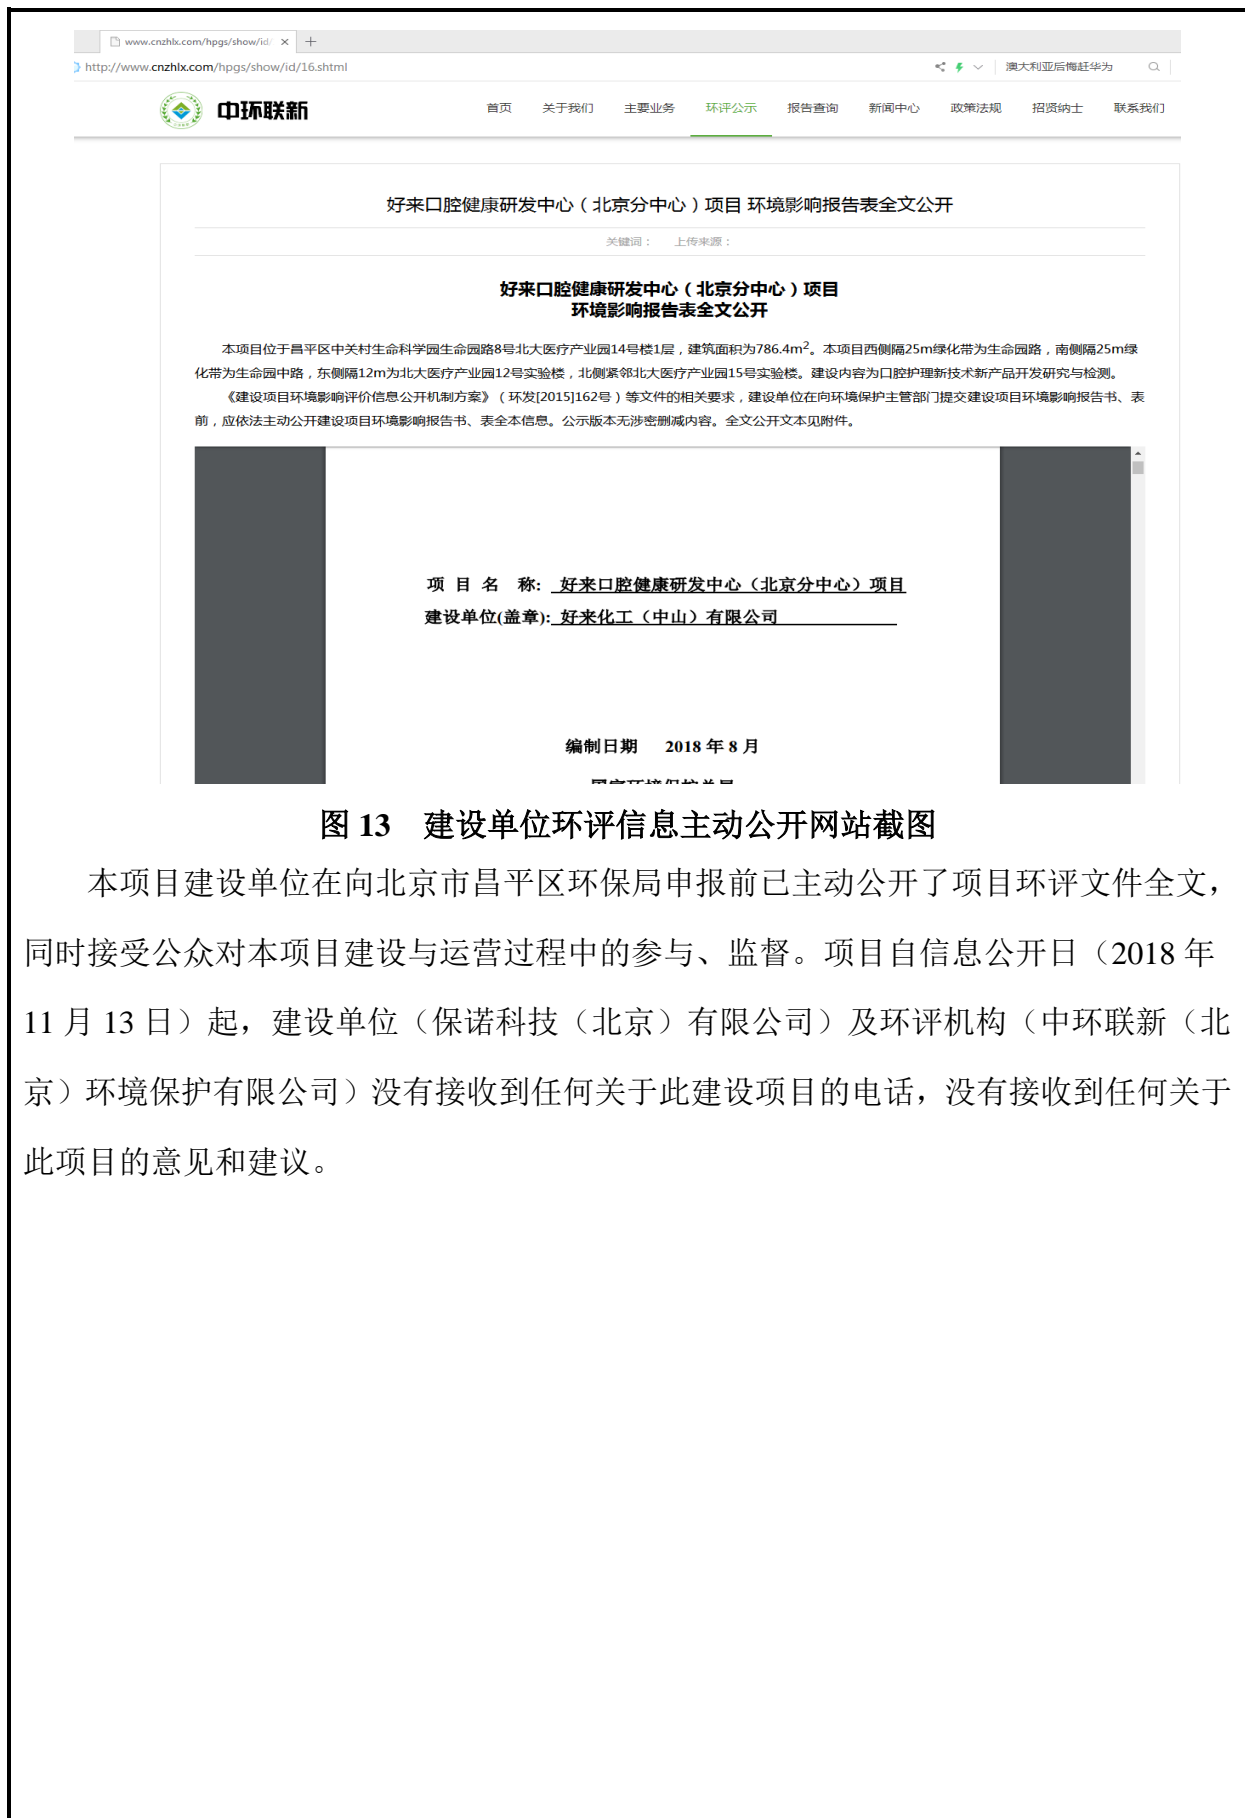 www.cnzhlx.com/hpgs/show/id/
http://www.cnzhlx.com/hpgs/show/id/16.shtml
澳大利亚后悔赶华为
中环联新
首页 关于我们 主要业务 环评公示 报告查询 新闻中心 政策法规 招贤纳士 联系我们
好来口腔健康研发中心（北京分中心）项目 环境影响报告表全文公开
关键词： 上传来源：
好来口腔健康研发中心（北京分中心）项目
环境影响报告表全文公开
本项目位于昌平区中关村生命科学园生命园路8号北大医疗产业园14号楼1层，建筑面积为786.4m²。本项目西侧隔25m绿化带为生命园路，南侧隔25m绿
化带为生命园中路，东侧隔12m为北大医疗产业园12号实验楼，北侧紧邻北大医疗产业园15号实验楼。建设内容为口腔护理新技术新产品开发研究与检测。
《建设项目环境影响评价信息公开机制方案》（环发[2015]162号）等文件的相关要求，建设单位在向环境保护主管部门提交建设项目环境影响报告书、表
前，应依法主动公开建设项目环境影响报告书、表全本信息。公示版本无涉密删减内容。全文公开文本见附件。
项 目 名 称: 好来口腔健康研发中心（北京分中心）项目
建设单位(盖章): 好来化工（中山）有限公司
编制日期 2018 年 8 月
国家环境保护总局
图 13 建设单位环评信息主动公开网站截图
本项目建设单位在向北京市昌平区环保局申报前已主动公开了项目环评文件全文，
同时接受公众对本项目建设与运营过程中的参与、监督。项目自信息公开日（2018 年
11 月 13 日）起，建设单位（保诺科技（北京）有限公司）及环评机构（中环联新（北
京）环境保护有限公司）没有接收到任何关于此建设项目的电话，没有接收到任何关于
此项目的意见和建议。